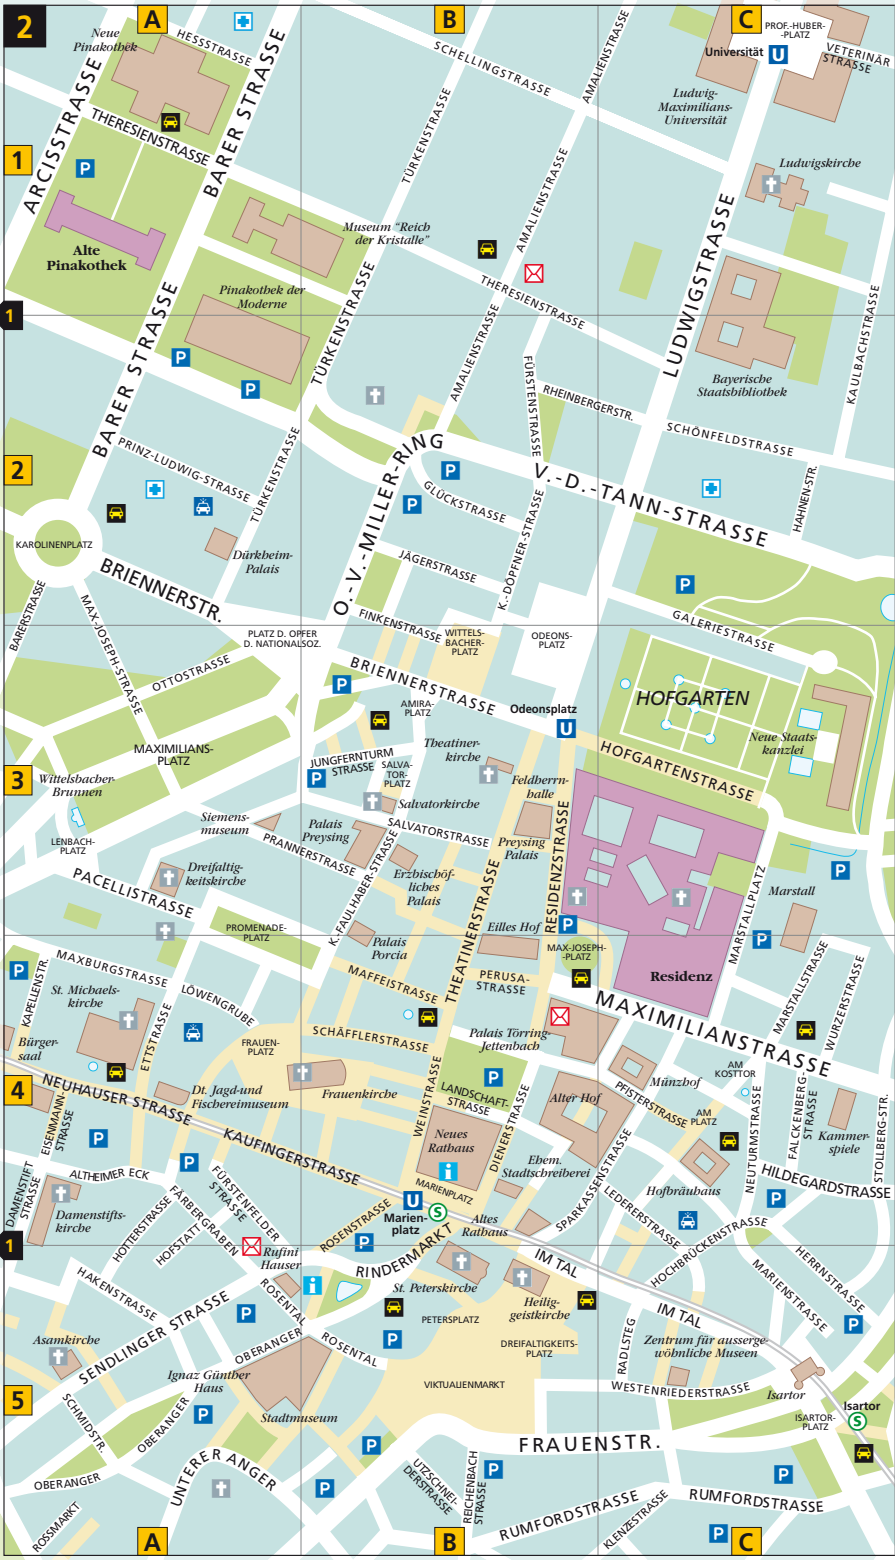 2
A
B
C
Neue
Pinakothek
HESSSTRASSE
BARER STRASSE
SCHELLINGSTRASSE
AMALIENSTRASSE
PROF.-HUBER-
-PLATZ
Universität
U
VETERINÄR
STRASSE
Ludwig-
Maximilians-
Universität
ARCISSTRASSE
THERESIENSTRASSE
TÜRKENSTRASSE
1
P
Ludwigskirche
AMALIENSTRASSE
Alte
Pinakothek
Museum "Reich
der Kristalle"
LUDWIGSTRASSE
Pinakothek der
Moderne
THERESIENSTRASSE
1
BARER STRASSE
TÜRKENSTRASSE
AMALIENSTRASSE
FÜRSTENSTRASSE
KAULBACHSTRASSE
P
P
RHEINBERGERSTR.
Bayerische
Staatsbibliothek
SCHÖNFELDSTRASSE
2
PRINZ-LUDWIG-STRASSE
TÜRKENSTRASSE
O.-V.-MILLER-RING
P
P
GLÜCKSTRASSE
V.-D.-TANN-STRASSE
HAHNEN-STR.
KAROLINENPLATZ
Dürkheim-
Palais
BRIENNERSTR.
JÄGERSTRASSE
K.-DÖPFNER-STRASSE
P
BARERSTRASSE
MAX-JOSEPH-STRASSE
FINKENSTRASSE
GALERIESTRASSE
PLATZ D. OPFER
D. NATIONALSOZ.
WITTELS-
BACHER-
PLATZ
ODEONS-
PLATZ
OTTOSTRASSE
BRIENNERSTRASSE
P
HOFGARTEN
AMIRA-
PLATZ
Odeonsplatz
U
MAXIMILIANS-
PLATZ
Theatiner-
kirche
Neue Staats-
kanzlei
HOFGARTENSTRASSE
3
JUNGFERNTURM
STRASSE
P
SALVA-
TOR-
PLATZ
Feldherrn-
halle
Wittelsbacher-
Brunnen
Salvatorkirche
Siemens-
museum
Palais
Preysing
SALVATORSTRASSE
Preysing
Palais
RESIDENZSTRASSE
LENBACH-
PLATZ
PRANNERSTRASSE
K.-FAULHABER-STRASSE
Erzbischöf-
liches
Palais
THEATINERSTRASSE
Dreifaltig-
keitskirche
P
PACELLISTRASSE
MARSTALLPLATZ
Marstall
PROMENADE-
PLATZ
Eilles Hof
P
P
Palais
Porcia
MAX-JOSEPH-
-PLATZ
MAXBURGSTRASSE
P
KAPELLENSTR.
MAFFEISTRASSE
PERUSA-
STRASSE
Residenz
MARSTALLSTRASSE
WURZERSTRASSE
St. Michaels-
kirche
LÖWENGRUBE
MAXIMILIANSTRASSE
Bürger-
saal
ETTSTRASSE
FRAUEN-
PLATZ
SCHÄFFLERSTRASSE
Palais Törring-
Jettenbach
4
NEUHAUSER STRASSE
Dt. Jagd-und
Fischereimuseum
Frauenkirche
WEINSTRASSE
P
LANDSCHAFT-
STRASSE
Münzhof
AM
KOSTTOR
EISENMANN-
STRASSE
KAUFINGERSTRASSE
Alter Hof
PFISTERSTRASSE
AM
PLATZL
FALCKENBERG-
STRASSE
Kammer-
spiele
STOLLBERG-STR.
P
Neues
Rathaus
DIENERSTRASSE
NEUTURMSTRASSE
DAMENSTIFT
STRASSE
ALTHEIMER ECK
P
i
Ehem.
Stadtschreiberei
Hofbräuhaus
HILDEGARDSTRASSE
P
Damenstifts-
kirche
FÜRSTENFELDER
STRASSE
MARIENPLATZ
U
S
Marien-
platz
SPARKASSENSTRASSE
LEDERERSTRASSE
HOTTERSTRASSE
FÄRBERGRABEN
HOFSTATT
ROSENSTRASSE
P
Altes
Rathaus
HOCHBRÜCKENSTRASSE
1
Rufini
Hauser
RINDERMARKT
IM TAL
HERRNSTRASSE
HAKENSTRASSE
i
St. Peterskirche
MARIENSTRASSE
SENDLINGER STRASSE
P
ROSENTAL
Heilig-
geistkirche
IM TAL
P
PETERSPLATZ
P
Asamkirche
OBERANGER
ROSENTAL
DREIFALTIGKEITS-
PLATZ
RADLSTEG
Zentrum für ausserge-
wöhnliche Museen
Ignaz Günther
Haus
VIKTUALIENMARKT
WESTENRIEDERSTRASSE
Isartor
5
SCHMIDSTR.
P
Stadtmuseum
Isartor
S
ISARTOR-
PLATZ
OBERANGER
P
FRAUENSTR.
OBERANGER
UNTERER ANGER
UTZSCHNEI-
DERSTRASSE
REICHENBACH
STRASSE
P
P
P
ROSSMARKT
RUMFORDSTRASSE
KLENZESTRASSE
RUMFORDSTRASSE
P
A
B
C